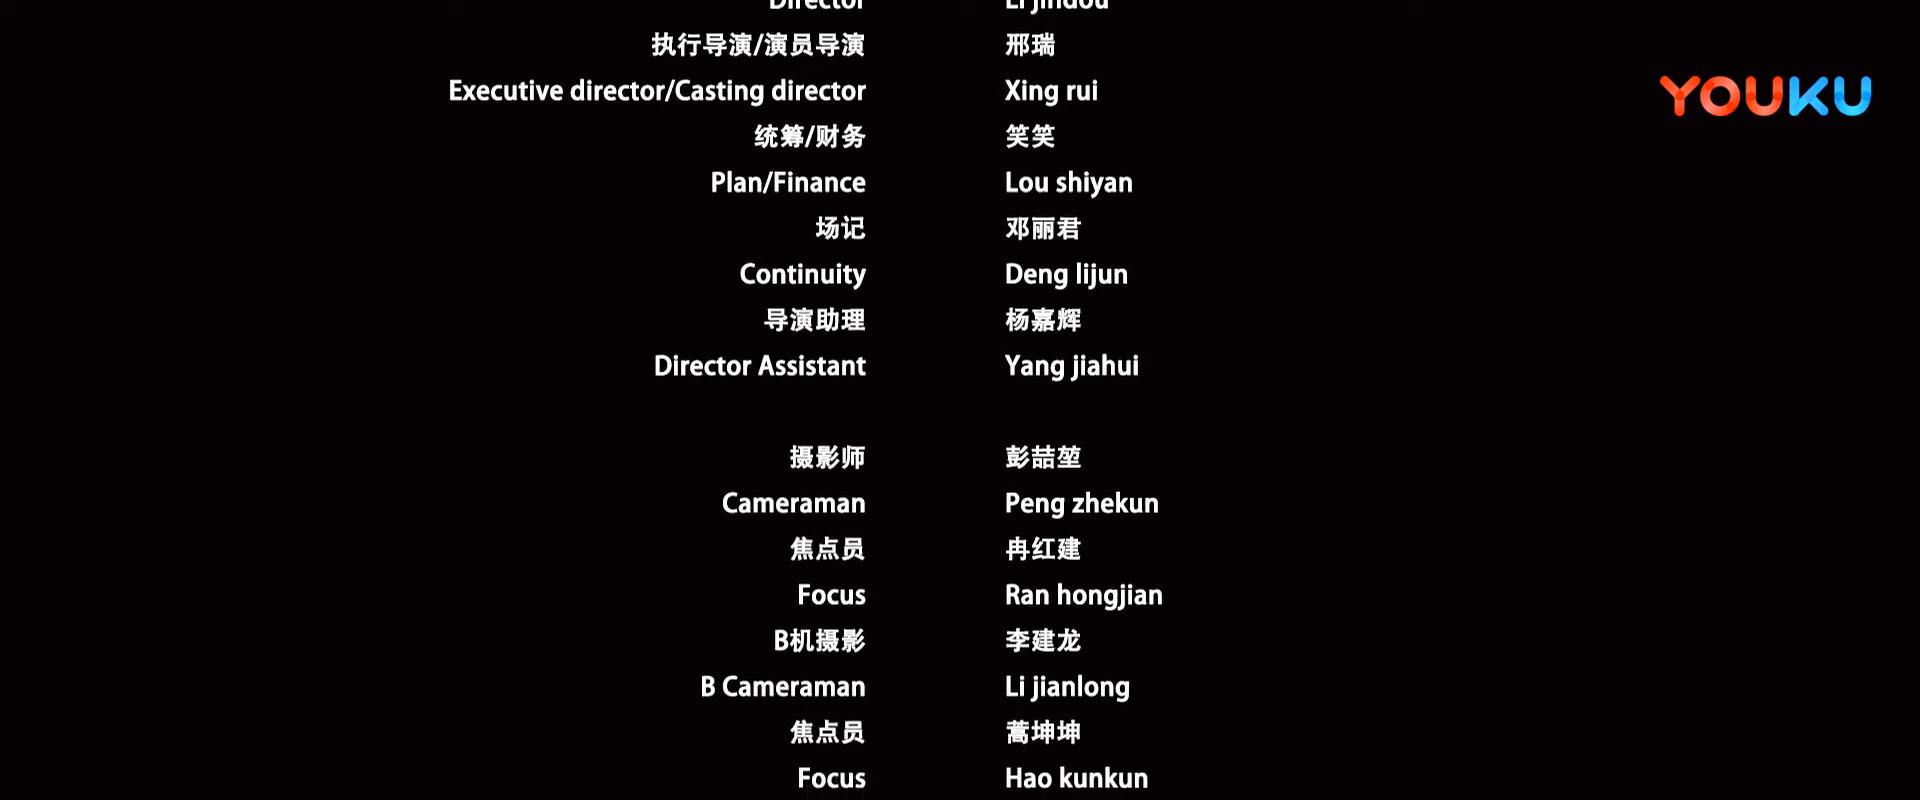 Director Li jindou
执行导演/演员导演 邢瑞
Executive director/Casting director Xing rui
统筹/财务 笑笑
Plan/Finance Lou shiyan
场记 邓丽君
Continuity Deng lijun
导演助理 杨嘉辉
Director Assistant Yang jiahui
摄影师 彭喆堃
Cameraman Peng zhekun
焦点员 冉红建
Focus Ran hongjian
B机摄影 李建龙
B Cameraman Li jianlong
焦点员 蒿坤坤
Focus Hao kunkun
YOUKU